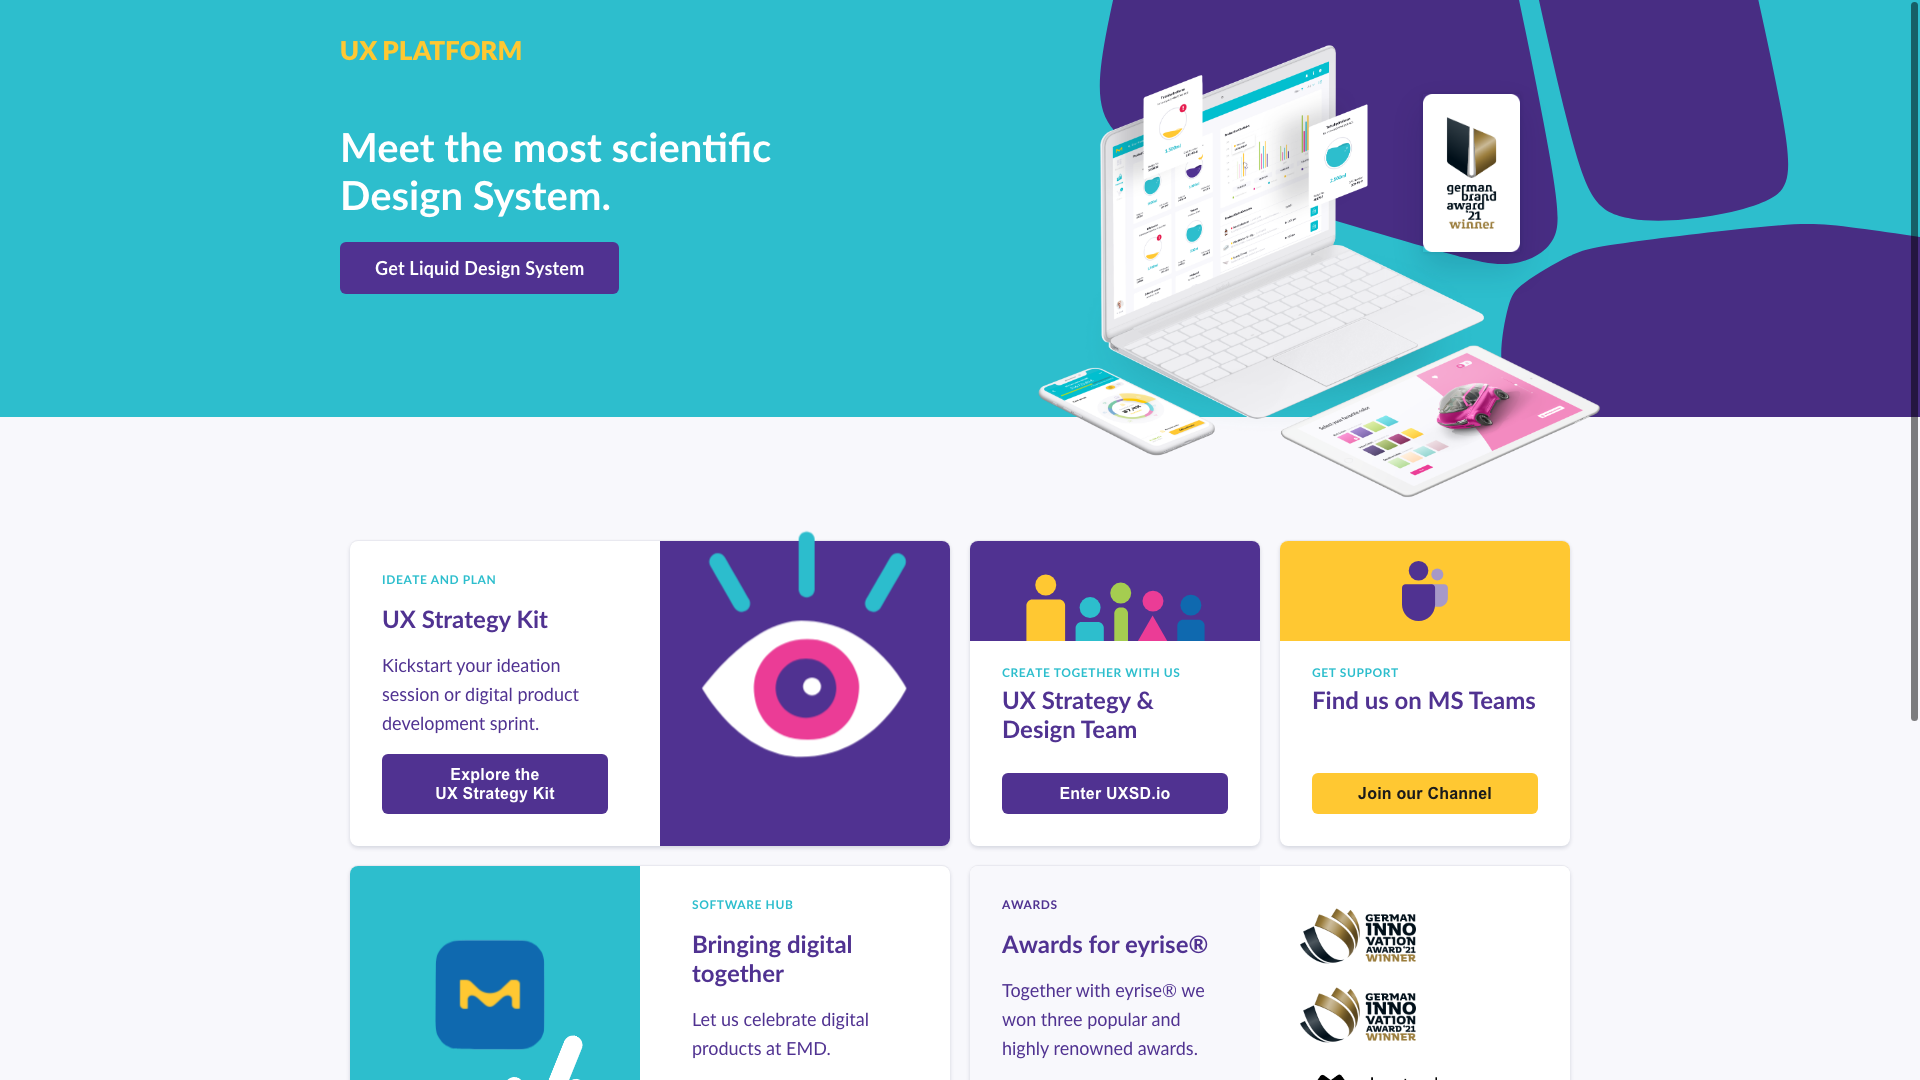 UX PLATFORM
Meet the most scientific
Design System.
Get Liquid Design System
german
brand
award
'21
winner
IDEATE AND PLAN
UX Strategy Kit
Kickstart your ideation
session or digital product
development sprint.
Explore the
UX Strategy Kit
CREATE TOGETHER WITH US
UX Strategy &
Design Team
Enter UXSD.io
GET SUPPORT
Find us on MS Teams
Join our Channel
SOFTWARE HUB
Bringing digital
together
Let us celebrate digital
products at EMD.
AWARDS
Awards for eyrise®
Together with eyrise® we
won three popular and
highly renowned awards.
GERMAN
INNO
VATION
AWARD '21
WINNER
GERMAN
INNO
VATION
AWARD '21
WINNER